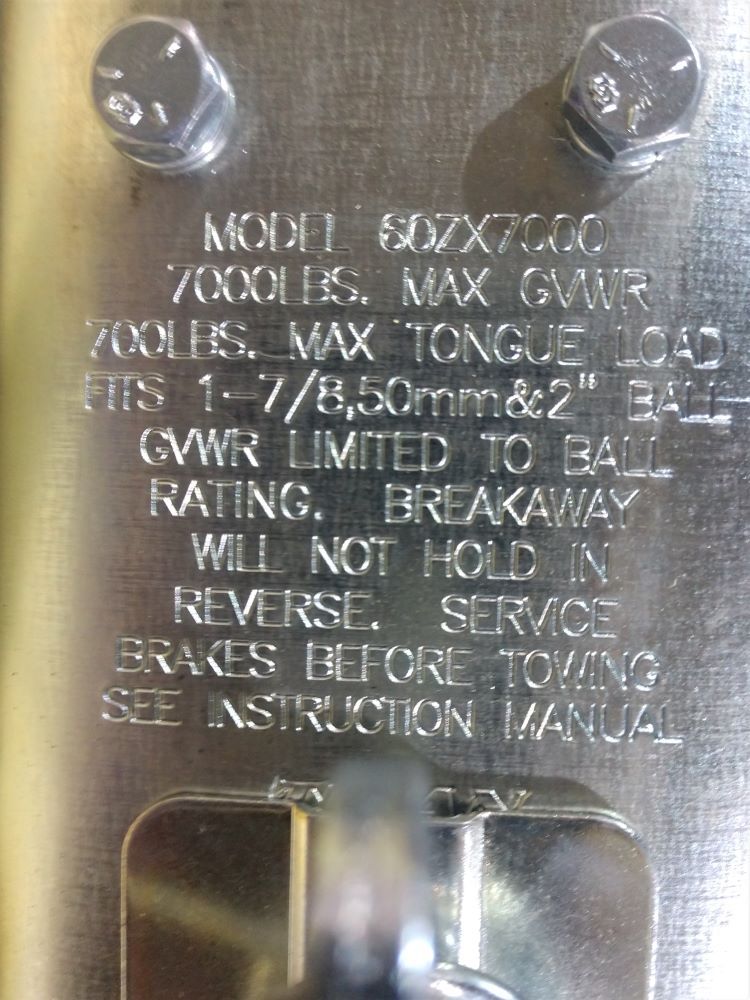 MODEL 60ZX7000
7000LBS. MAX GVWR
700LBS. MAX TONGUE LOAD
FITS 1-7/8,50mm&2" BALL
GVWR LIMITED TO BALL
RATING. BREAKAWAY
WILL NOT HOLD IN
REVERSE. SERVICE
BRAKES BEFORE TOWING
SEE INSTRUCTION MANUAL